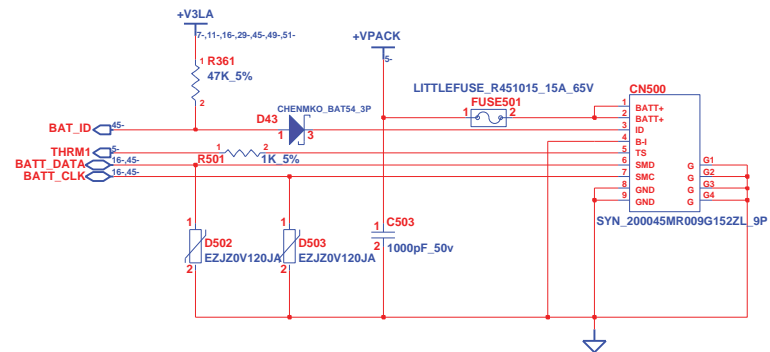 +V3LA
7-,11-,16-,29-,45-,49-,51-
+VPACK
5-
1 R361
47K_5%
2
LITTLEFUSE_R451015_15A_65V
FUSE501
1 2
CN500
CHENMKO_BAT54_3P
D43
1 3
BAT_ID 45-
THRM1 5-
BATT_DATA 16-,45-
BATT_CLK 16-,45-
1 2
R501 1K_5%
1 BATT+
2 BATT+
3 ID
4 B-I
5 TS
6 SMD
7 SMC
8 GND
9 GND
G G1
G G2
G G3
G G4
SYN_200045MR009G152ZL_9P
1
D502
2 EZJZ0V120JA
1
D503
2 EZJZ0V120JA
1 C503
2 1000pF_50v